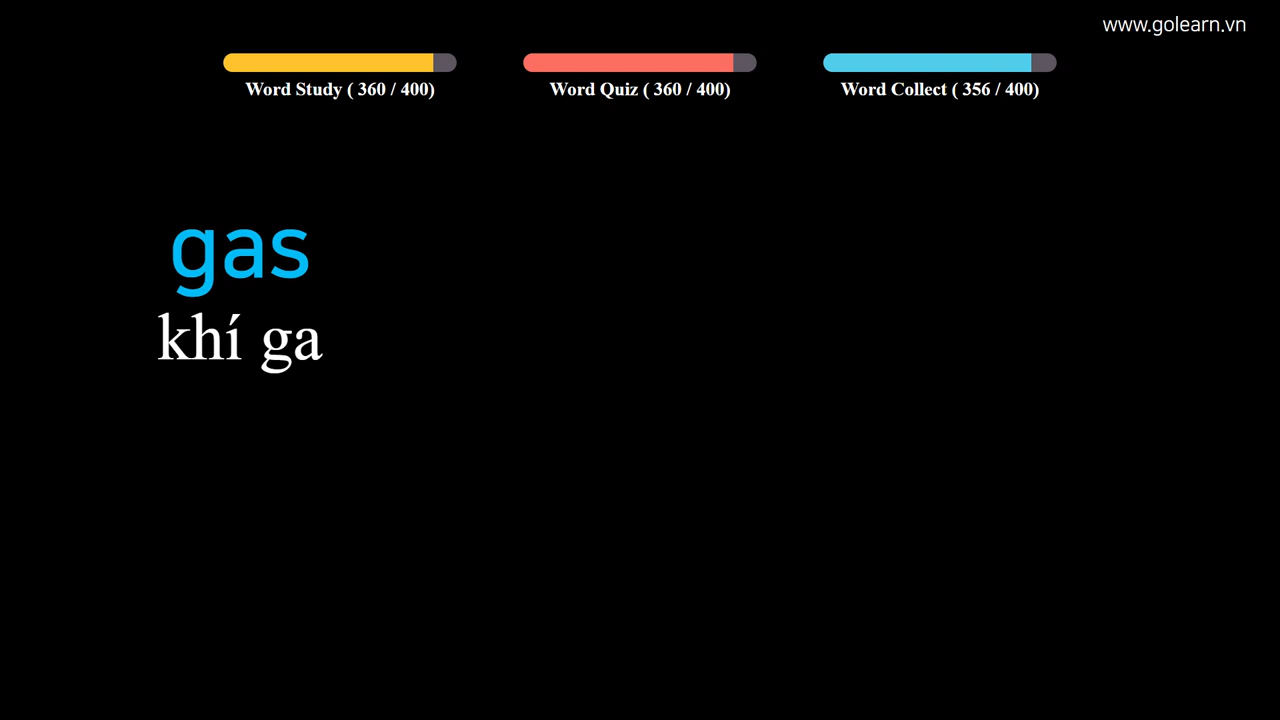 www.golearn.vn
Word Study ( 360 / 400)
Word Quiz ( 360 / 400)
Word Collect ( 356 / 400)
gas
khí ga